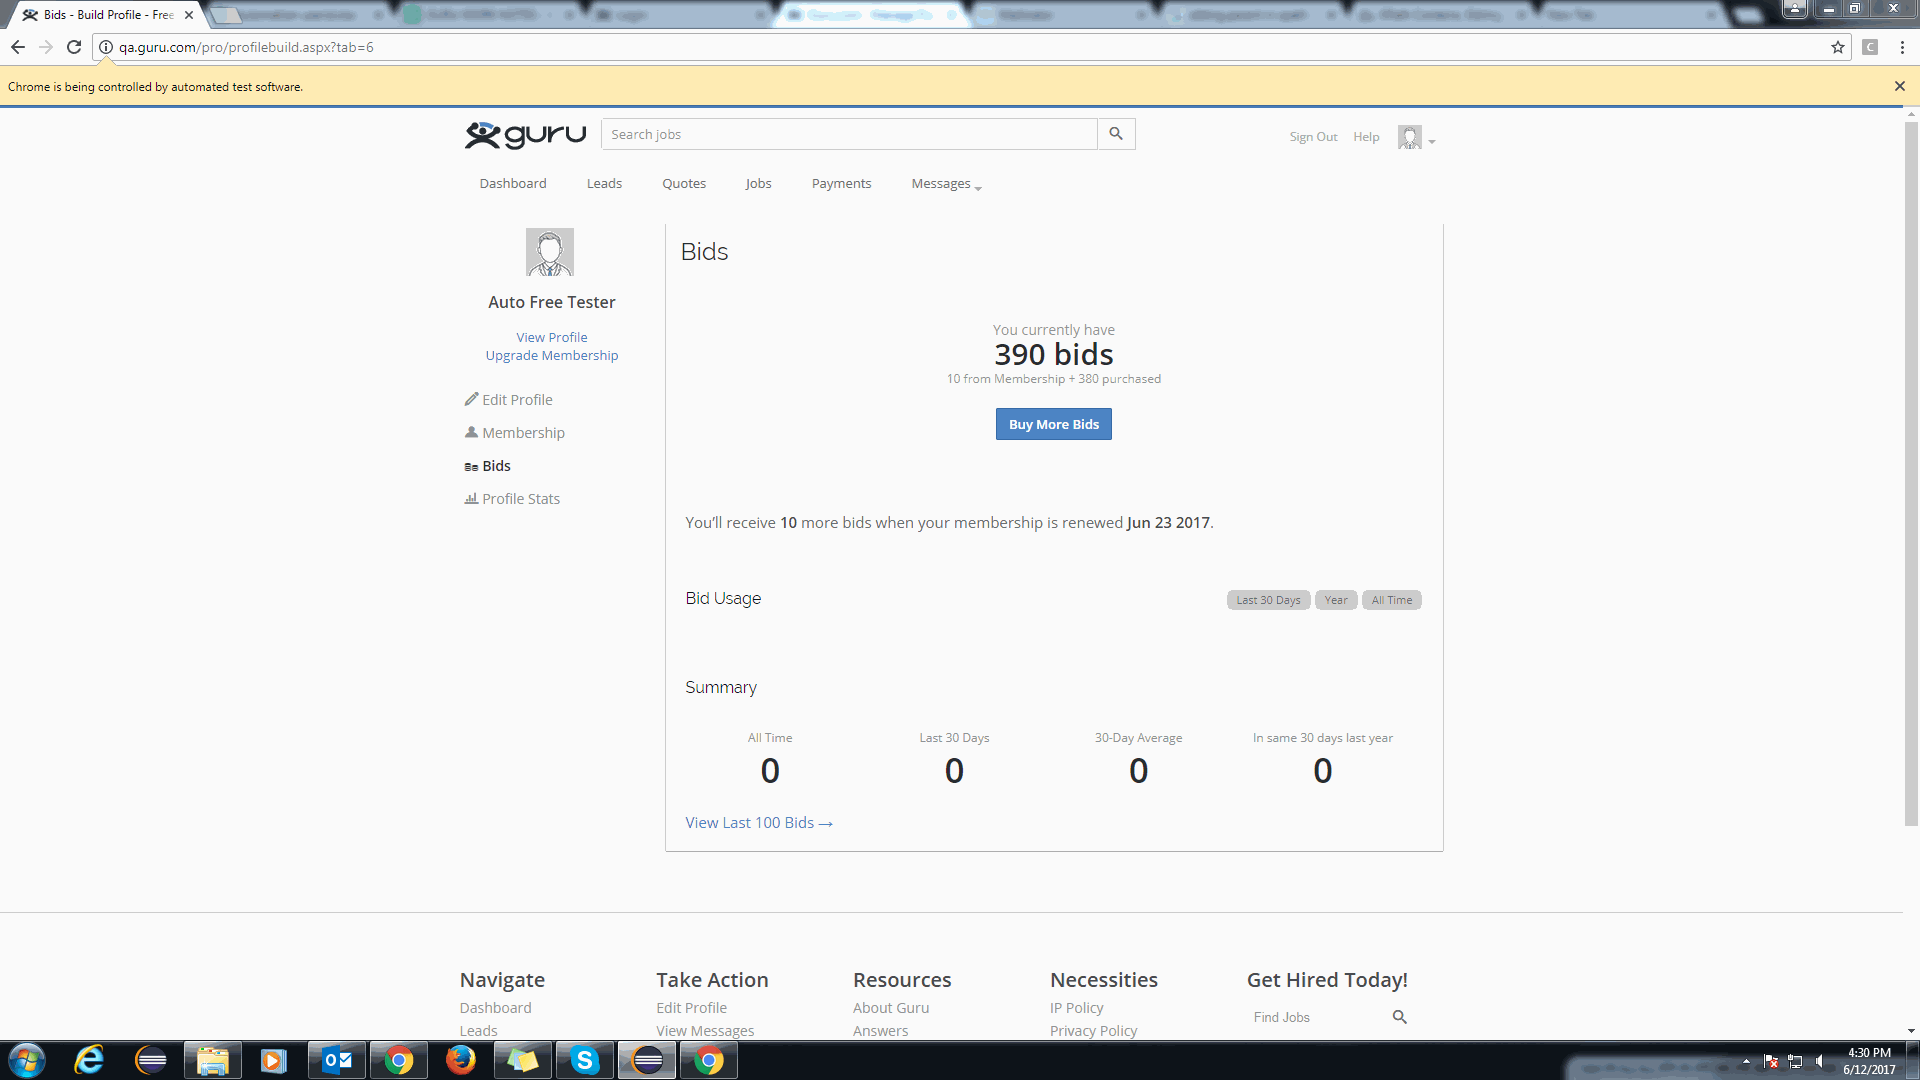 Bids - Build Profile - Free
qa.guru.com/pro/profilebuild.aspx?tab=6
C
Chrome is being controlled by automated test software.
guru
Search jobs
Sign Out
Help
Dashboard
Leads
Quotes
Jobs
Payments
Messages
Auto Free Tester
View Profile
Upgrade Membership
Edit Profile
Membership
Bids
Profile Stats
Bids
You currently have
390 bids
10 from Membership + 380 purchased
Buy More Bids
You'll receive 10 more bids when your membership is renewed Jun 23 2017.
Bid Usage
Last 30 Days
Year
All Time
Summary
All Time
0
Last 30 Days
0
30-Day Average
0
In same 30 days last year
0
View Last 100 Bids →
Navigate
Dashboard
Leads
Take Action
Edit Profile
View Messages
Resources
About Guru
Answers
Necessities
IP Policy
Privacy Policy
Get Hired Today!
Find Jobs
4:30 PM
6/12/2017